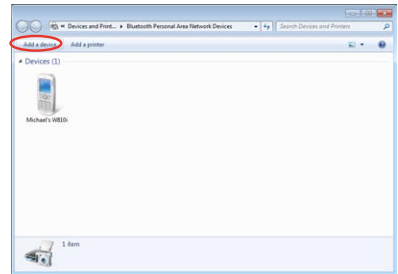 « Devices and Print... ▸ Bluetooth Personal Area Network Devices Search Devices and Printers
Add a device Add a printer
Devices (1)
Michael's W810i
1 item